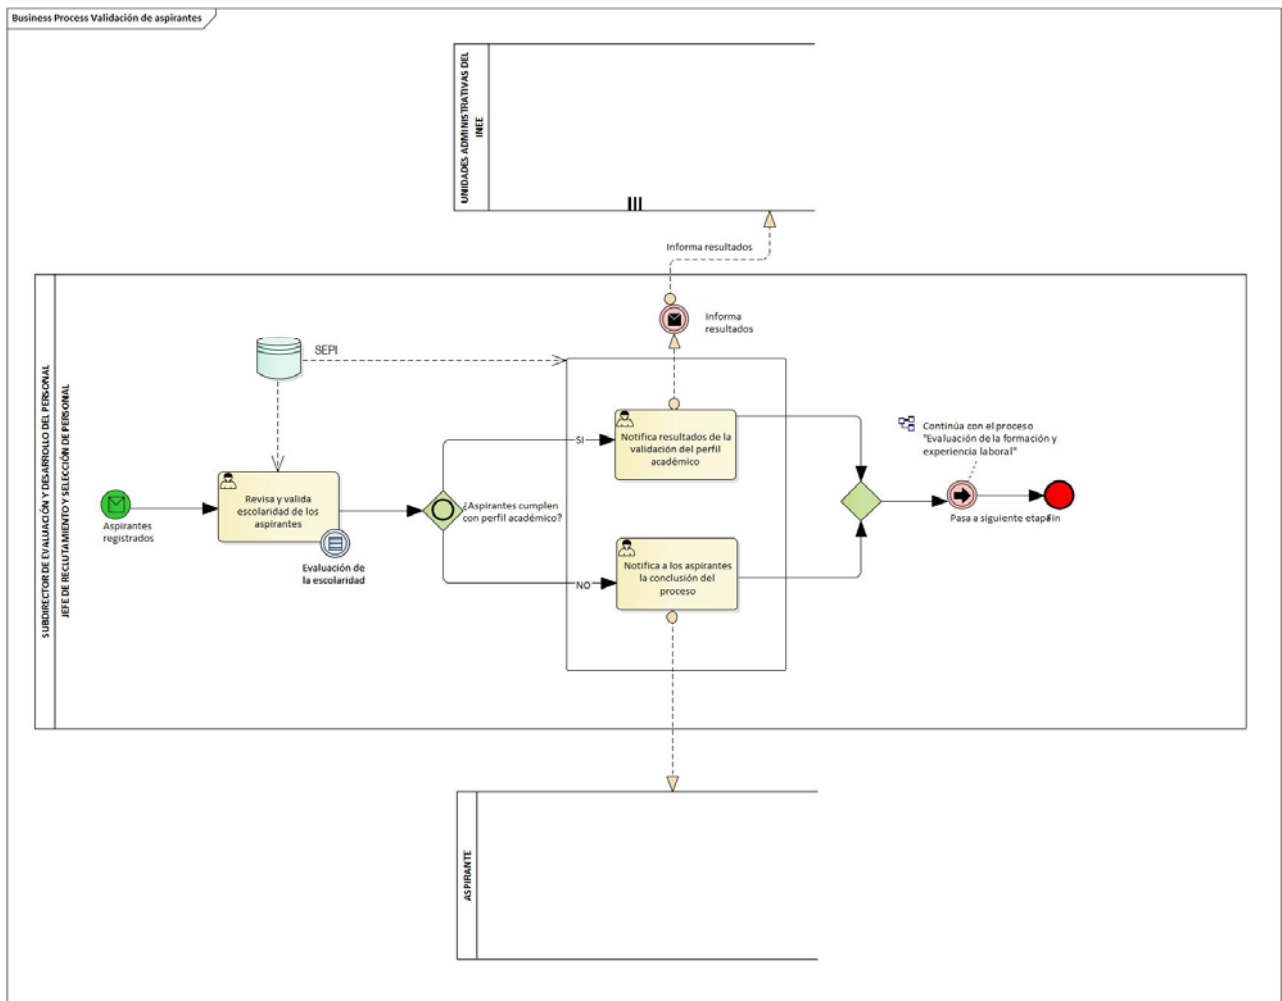 Business Process Validación de aspirantes
UNIDADES ADMINISTRATIVAS DEL
INEE
Informa resultados
Informa
resultados
SUBDIRECTOR DE EVALUACIÓN Y DESARROLLO DEL PERSONAL
JEFE DE RECLUTAMIENTO Y SELECCIÓN DE PERSONAL
SEPI
Aspirantes
registrados
Revisa y valida
escolaridad de los
aspirantes
Evaluación de
la escolaridad
¿Aspirantes cumplen
con perfil académico?
SI
Notifica resultados de la
validación del perfil
académico
NO
Notifica a los aspirantes
la conclusión del
proceso
Continúa con el proceso
"Evaluación de la formación y
experiencia laboral"
Pasa a siguiente etapa
Fin
ASPIRANTE